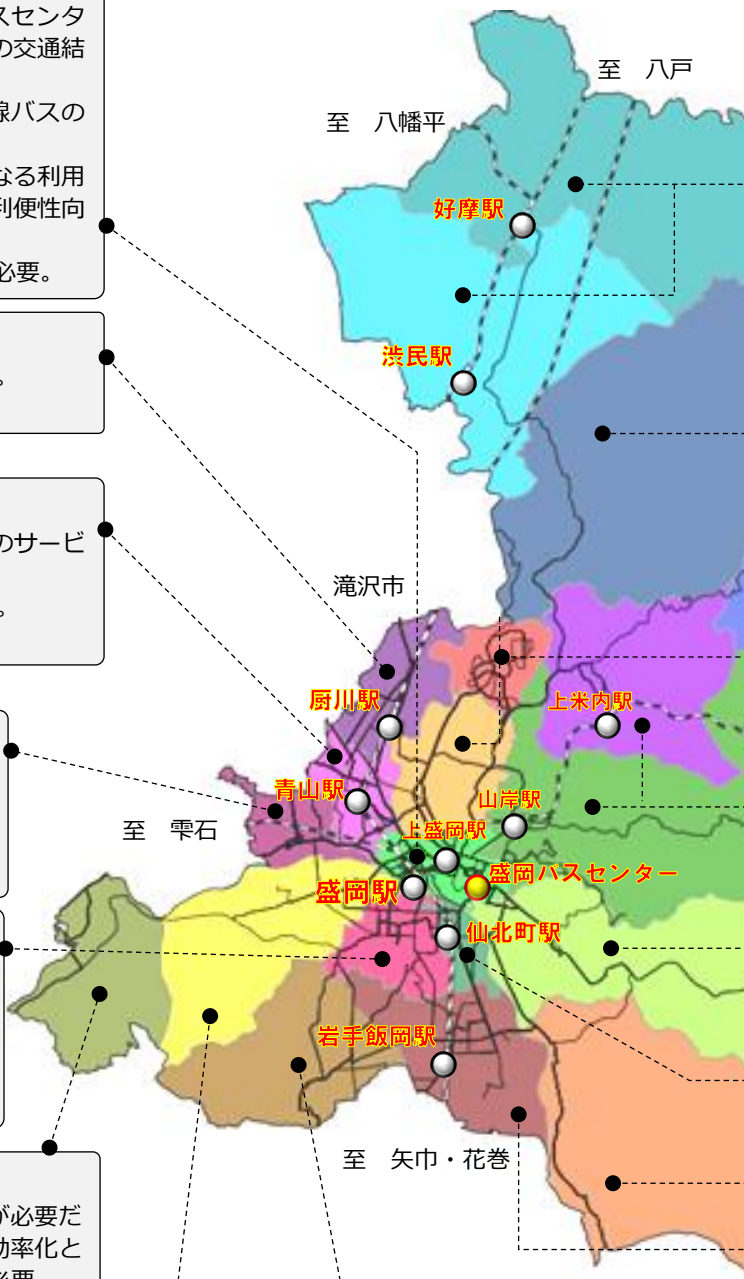 スセンタ
の交通結
線バスの
なる利用
利便性向
必要。
。
のサービ
。
が必要だ
効率化と
必要
至　八戸
至　八幡平
好摩駅
渋民駅
滝沢市
厨川駅
上米内駅
青山駅
山岸駅
至　雫石
上盛岡駅
盛岡駅
盛岡バスセンター
仙北町駅
岩手飯岡駅
至　矢巾・花巻